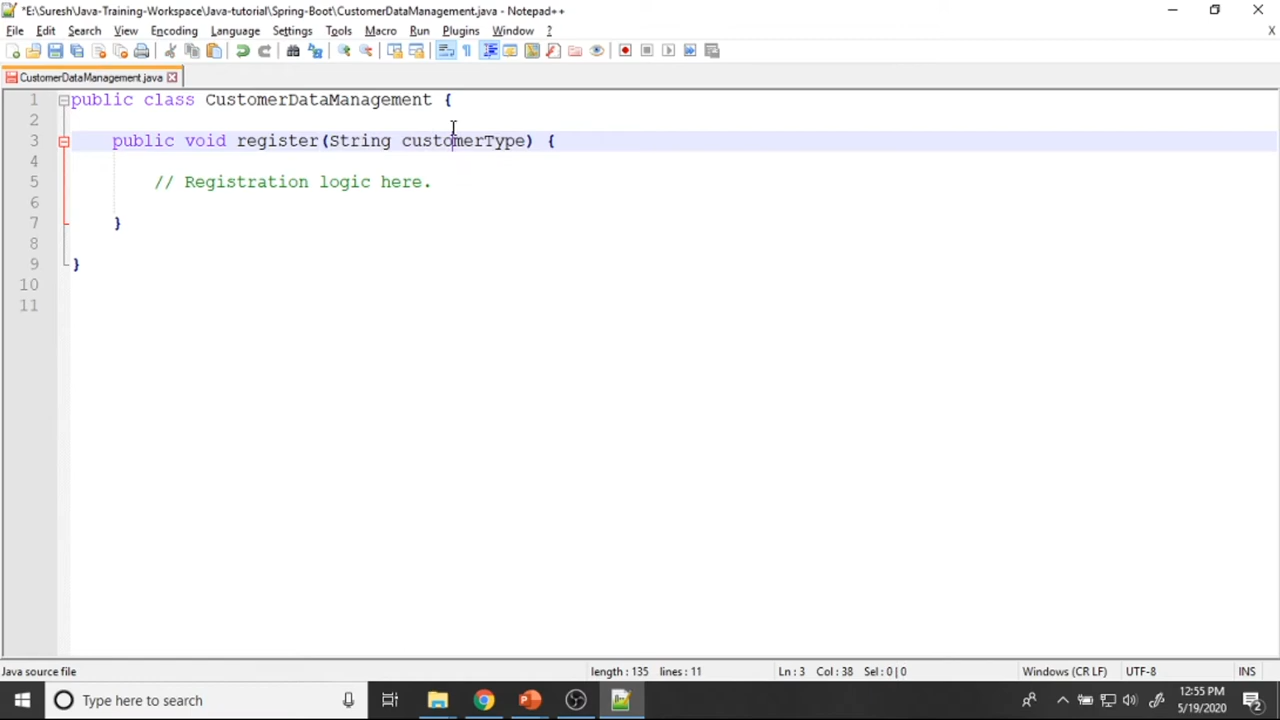 *E:\Suresh\Java-Training-Workspace\Java-tutorial\Spring-Boot\CustomerDataManagement.java - Notepad++
File Edit Search View Encoding Language Settings Tools Macro Run Plugins Window ? X
CustomerDataManagement.java
1 public class CustomerDataManagement {
2
3 public void register(String customerType) {
4
5 // Registration logic here.
6
7 }
8
9 }
10
11
Java source file length : 135 lines : 11 Ln : 3 Col : 38 Sel : 0 | 0 Windows (CR LF) UTF-8 INS
Type here to search 12:55 PM
5/19/2020 2